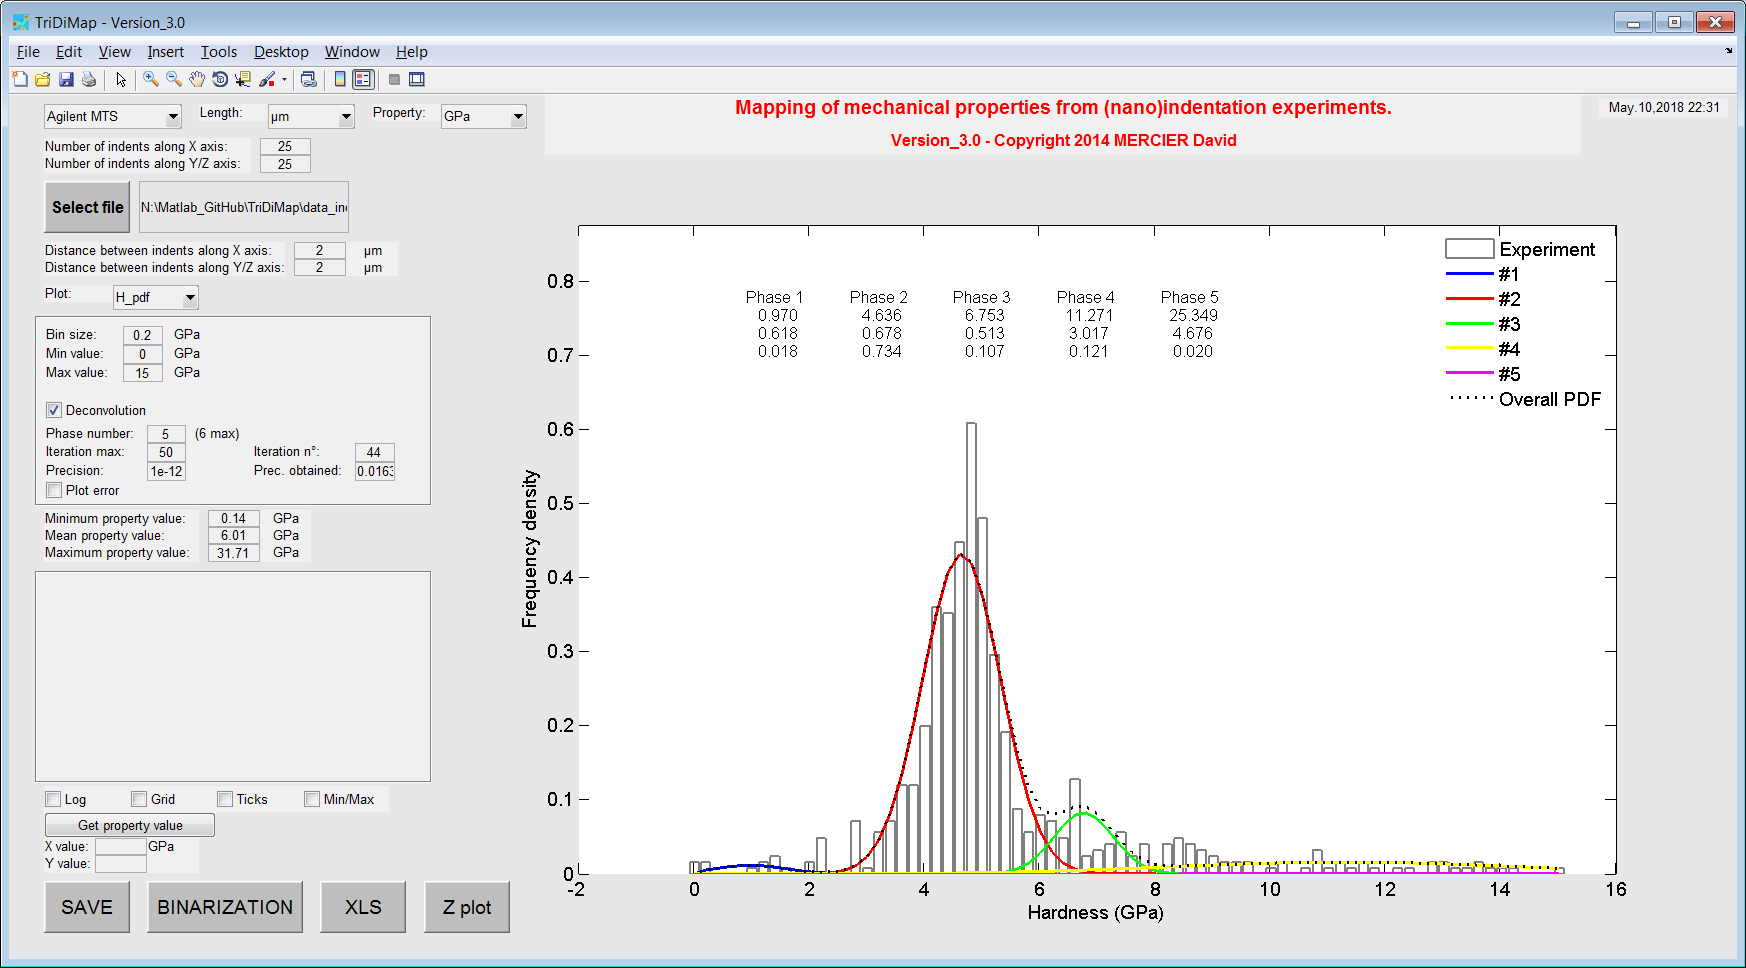 TriDiMap - Version_3.0
File Edit View Insert Tools Desktop Window Help
Mapping of mechanical properties from (nano)indentation experiments.
Version_3.0 - Copyright 2014 MERCIER David
May.10,2018 22:31
Agilent MTS Length: µm Property: GPa
Number of indents along X axis: 25
Number of indents along Y/Z axis: 25
Select file N:\Matlab_GitHub\TriDiMap\data_in
Distance between indents along X axis: 2 µm
Distance between indents along Y/Z axis: 2 µm
Plot: H_pdf
Bin size: 0.2 GPa
Min value: 0 GPa
Max value: 15 GPa
Deconvolution
Phase number: 5 (6 max)
Iteration max: 50 Iteration n°: 44
Precision: 1e-12 Prec. obtained: 0.0163
Plot error
Minimum property value: 0.14 GPa
Mean property value: 6.01 GPa
Maximum property value: 31.71 GPa
Log Grid Ticks Min/Max
Get property value
X value: GPa
Y value:
SAVE BINARIZATION XLS Z plot
Phase 1 Phase 2 Phase 3 Phase 4 Phase 5
0.970 4.636 6.753 11.271 25.349
0.618 0.678 0.513 3.017 4.676
0.018 0.734 0.107 0.121 0.020
Experiment
#1
#2
#3
#4
#5
Overall PDF
Frequency density
0.8
0.7
0.6
0.5
0.4
0.3
0.2
0.1
0
-2 0 2 4 6 8 10 12 14 16
Hardness (GPa)